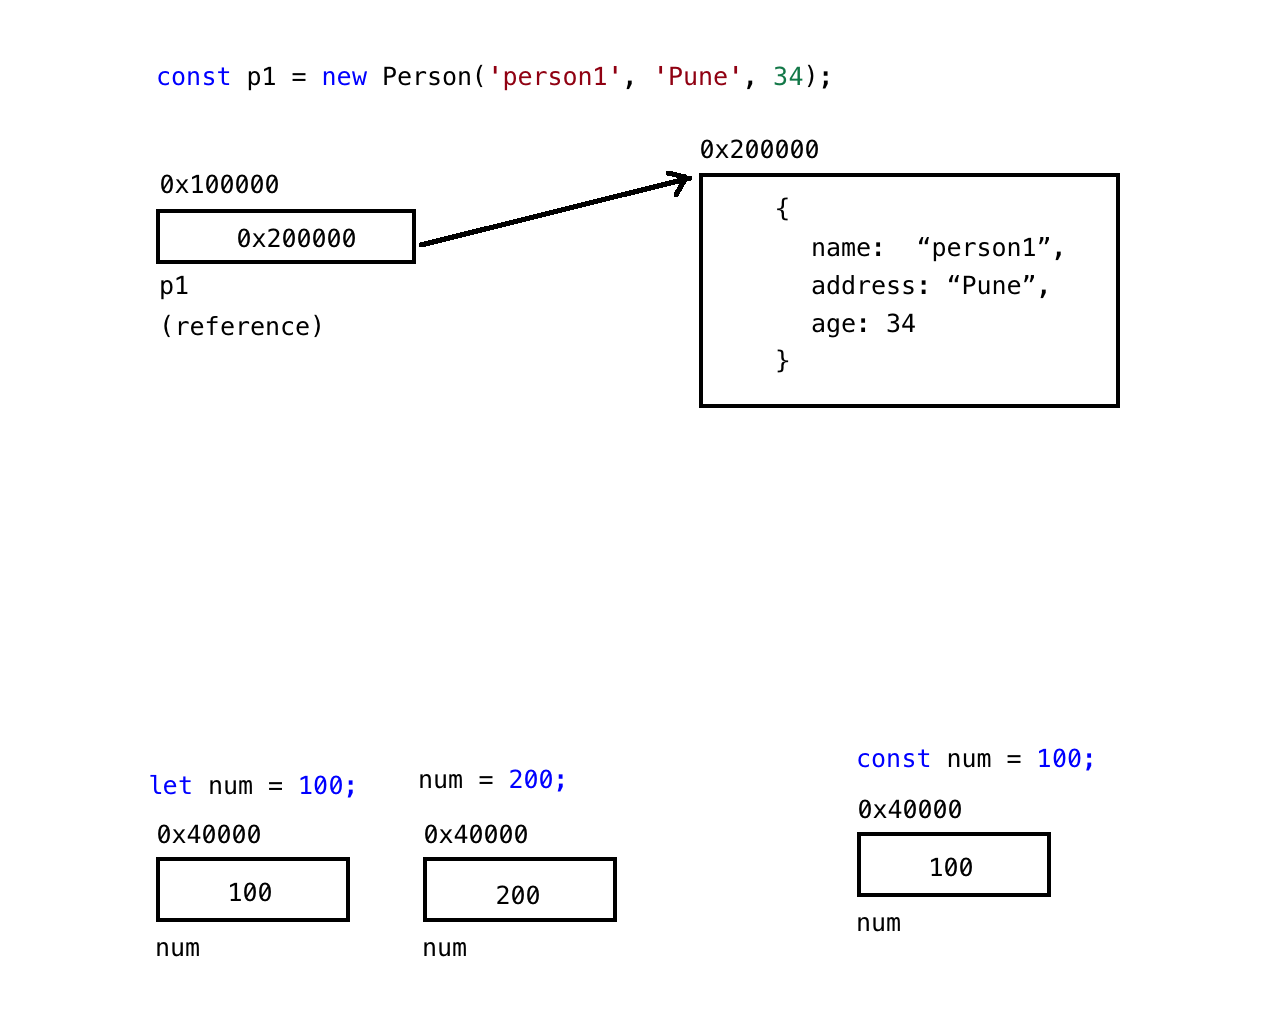 const p1 = new Person('person1', 'Pune', 34);
0x100000
0x200000
p1
(reference)
0x200000
{
name:  “person1”,
address: “Pune”,
age: 34
}
let num = 100;
0x40000
100
num
num = 200;
0x40000
200
num
const num = 100;
0x40000
100
num